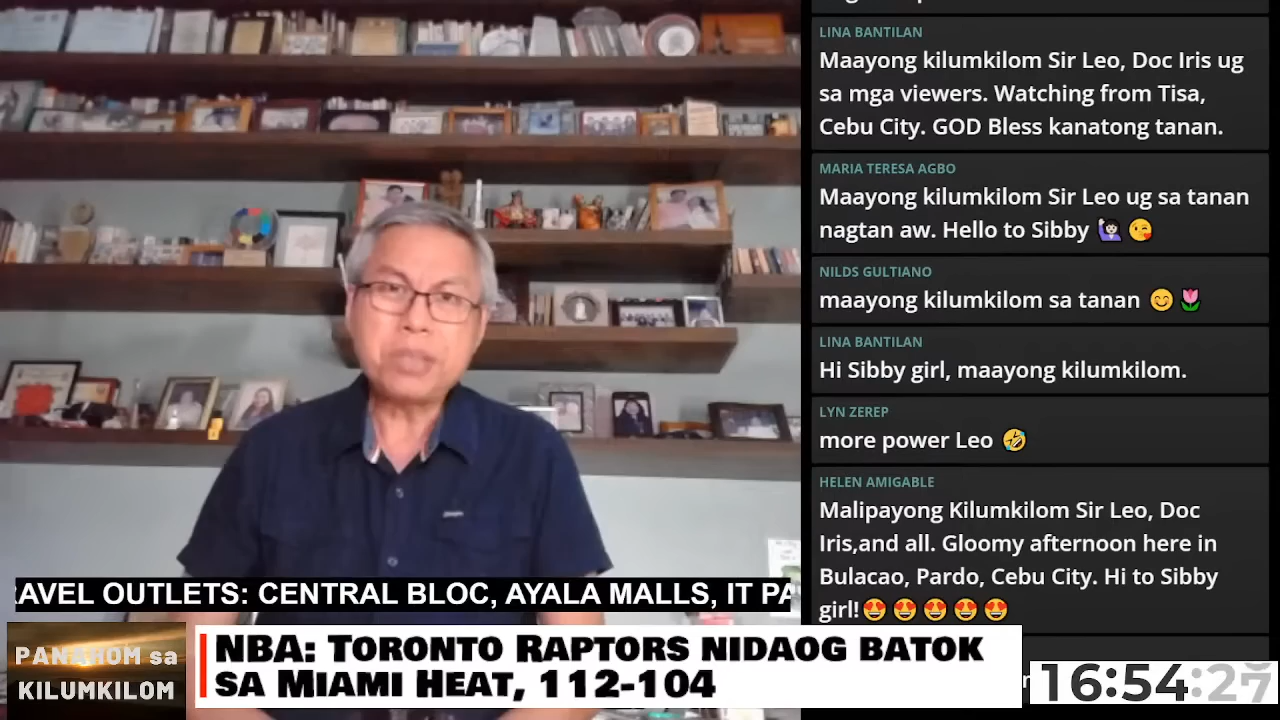 LINA BANTILAN
Maayong kilumkilom Sir Leo, Doc Iris ug
sa mga viewers. Watching from Tisa,
Cebu City. GOD Bless kanatong tanan.
MARIA TERESA AGBO
Maayong kilumkilom Sir Leo ug sa tanan
nagtan aw. Hello to Sibby 🙋🏻‍♀️ 😘
NILDS GULTIANO
maayong kilumkilom sa tanan 😊🌷
LINA BANTILAN
Hi Sibby girl, maayong kilumkilom.
LYN ZEREP
more power Leo 🤣
HELEN AMIGABLE
Malipayong Kilumkilom Sir Leo, Doc
Iris,and all. Gloomy afternoon here in
Bulacao, Pardo, Cebu City. Hi to Sibby
girl!😍😍😍😍😍
AVEL OUTLETS: CENTRAL BLOC, AYALA MALLS, IT PA
PANAHOM sa
KILUMKILOM
NBA: TORONTO RAPTORS NIDAOG BATOK
SA MIAMI HEAT, 112-104
16:54:27